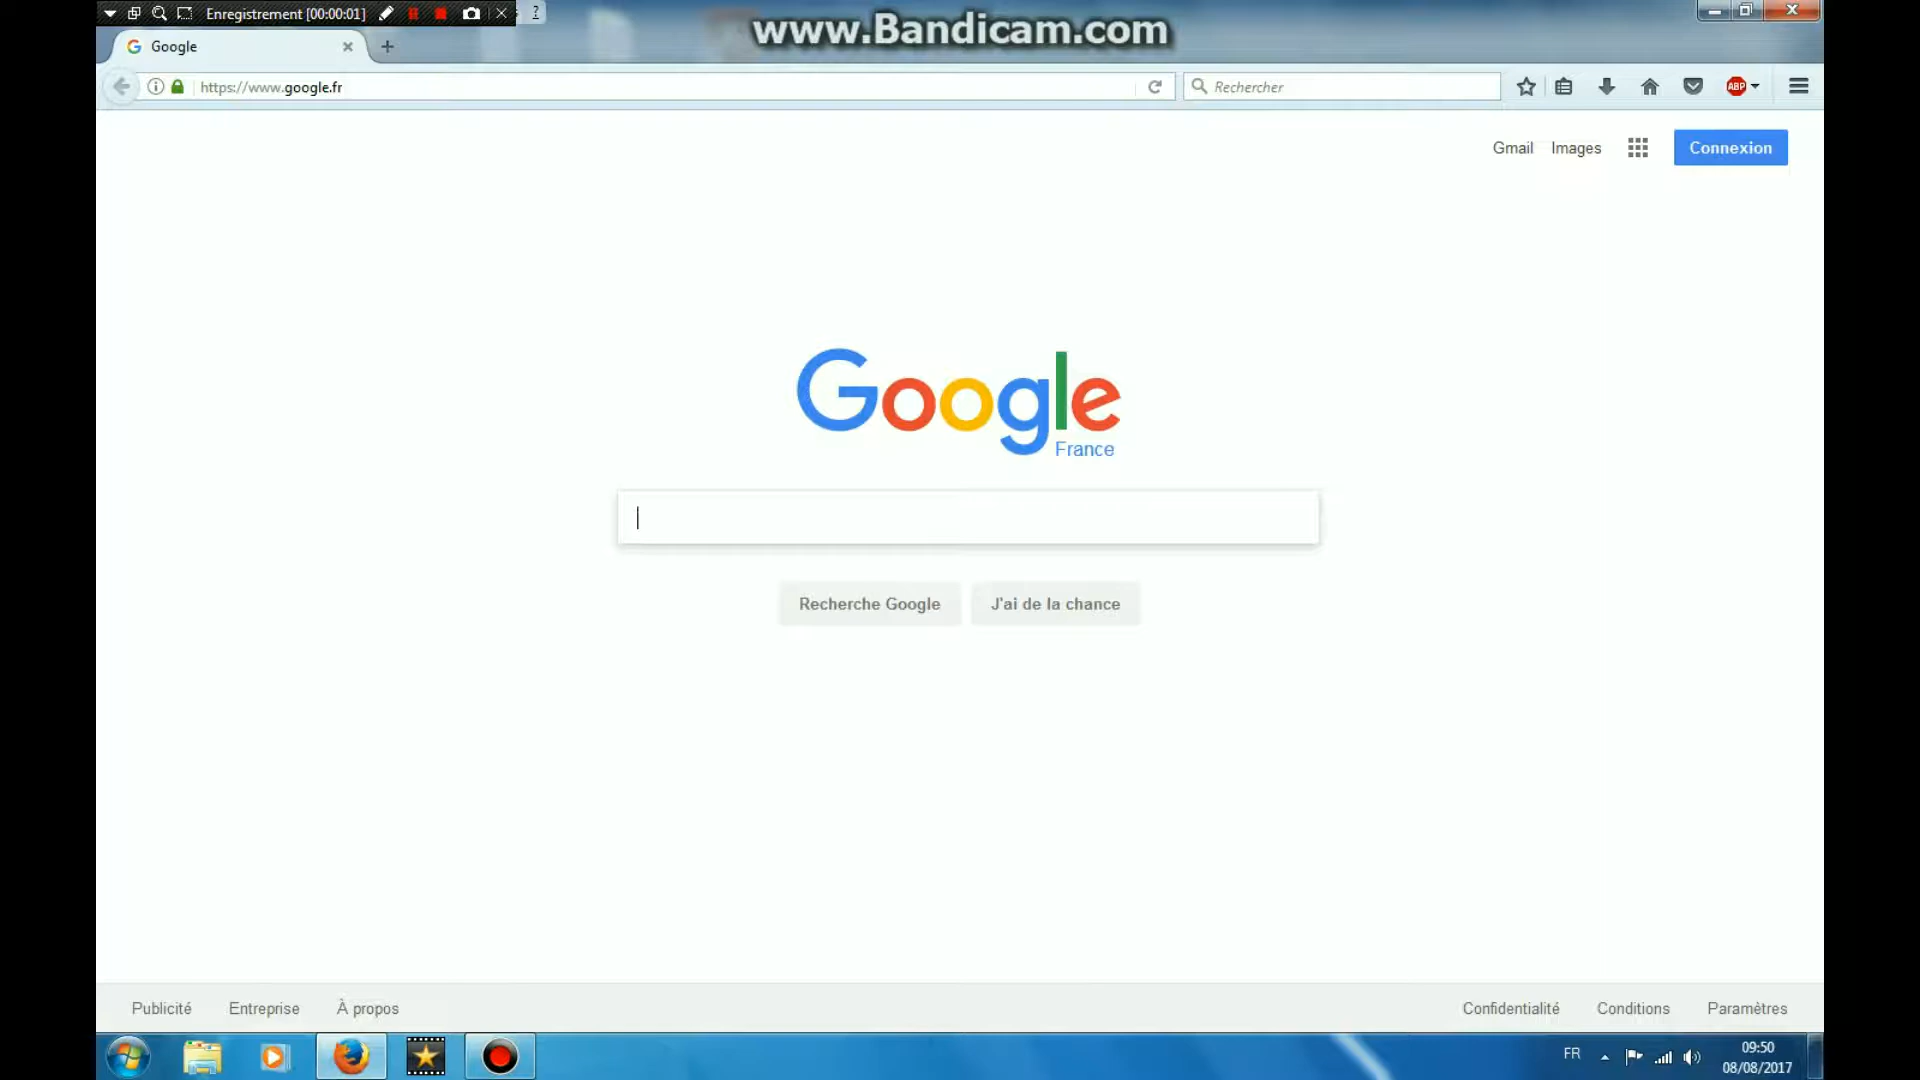 Enregistrement [00:00:01]
?
www.Bandicam.com
Google
https://www.google.fr
Rechercher
ABP
Gmail Images Connexion
Google
France
Recherche Google J'ai de la chance
Publicité Entreprise À propos Confidentialité Conditions Paramètres
FR
09:50
08/08/2017